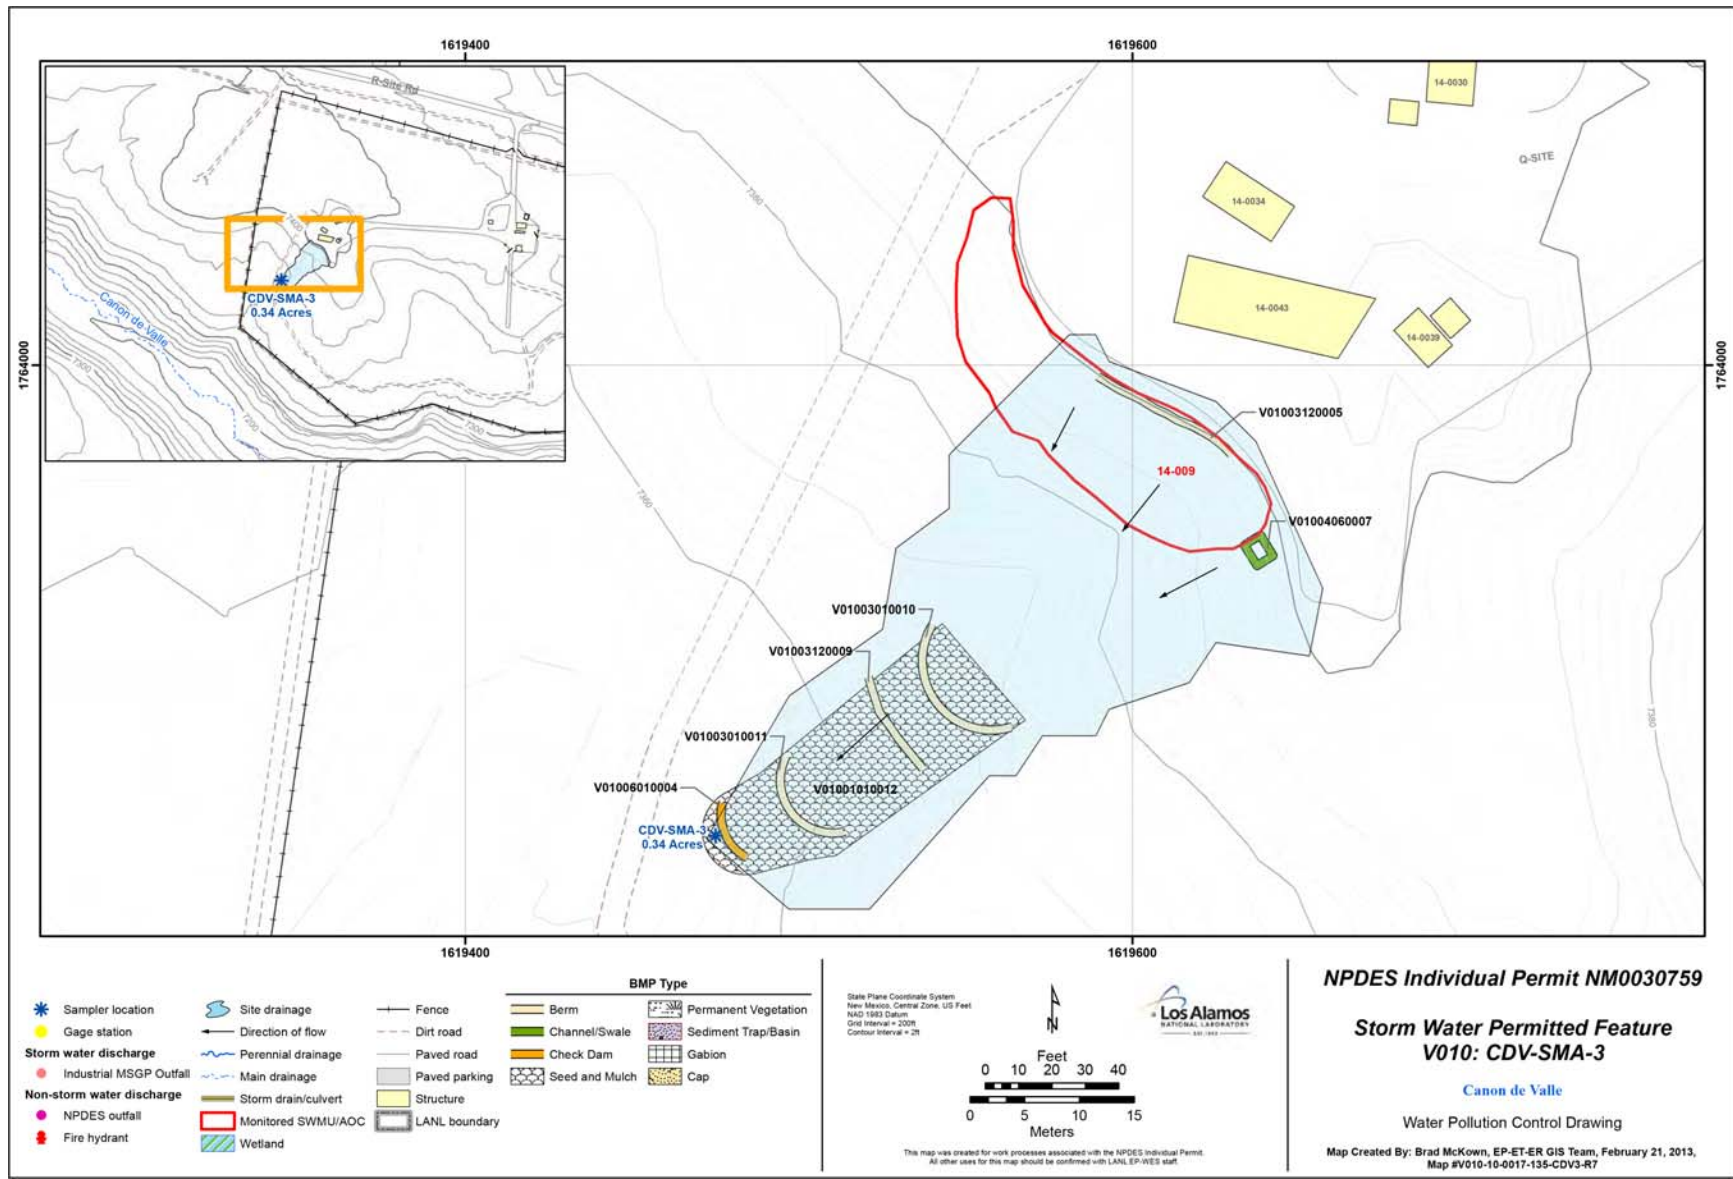 1619400
1619600
1764000
1764000
R-Site Rd
7400
CDV-SMA-3
0.34 Acres
Canon de Valle
7300
7200
7300
7380
7360
7380
14-0030
Q-SITE
14-0034
14-0043
14-0039
V01003120005
14-009
V01004060007
V01003010010
V01003120009
V01003010011
V01001010012
V01006010004
CDV-SMA-3
0.34 Acres
1619400
1619600
Sampler location
Gage station
Storm water discharge
Industrial MSGP Outfall
Non-storm water discharge
NPDES outfall
Fire hydrant
Site drainage
Direction of flow
Perennial drainage
Main drainage
Storm drain/culvert
Monitored SWMU/AOC
Wetland
Fence
Dirt road
Paved road
Paved parking
Structure
LANL boundary
BMP Type
Berm
Channel/Swale
Check Dam
Seed and Mulch
Permanent Vegetation
Sediment Trap/Basin
Gabion
Cap
State Plane Coordinate System
New Mexico, Central Zone, US Feet
NAD 1983 Datum
Grid Interval = 200ft
Contour Interval = 2ft
N
Los Alamos
NATIONAL LABORATORY
EST. 1943
Feet
0 10 20 30 40
0 5 10 15
Meters
This map was created for work processes associated with the NPDES Individual Permit.
All other uses for this map should be confirmed with LANL EP-WES staff.
NPDES Individual Permit NM0030759
Storm Water Permitted Feature
V010: CDV-SMA-3
Canon de Valle
Water Pollution Control Drawing
Map Created By: Brad McKown, EP-ET-ER GIS Team, February 21, 2013,
Map #V010-10-0017-135-CDV3-R7